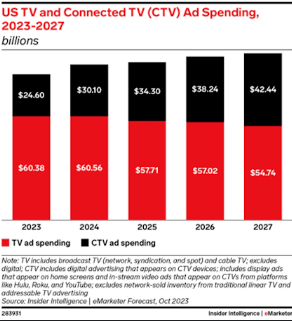 US TV and Connected TV (CTV) Ad Spending,
2023-2027
billions
$24.60
$30.10
$34.30
$38.24
$42.44
$60.38
$60.56
$57.71
$57.02
$54.74
2023
2024
2025
2026
2027
TV ad spending
CTV ad spending
Note: TV includes broadcast TV (network, syndication, and spot) and cable TV; excludes
digital; CTV includes digital advertising that appears on CTV devices; includes display ads
that appear on home screens and in-stream video ads that appear on CTVs from platforms
like Hulu, Roku, and YouTube; excludes network-sold inventory from traditional linear TV and
addressable TV advertising
Source: Insider Intelligence | eMarketer Forecast, Oct 2023
283931
Insider Intelligence | eMarketer